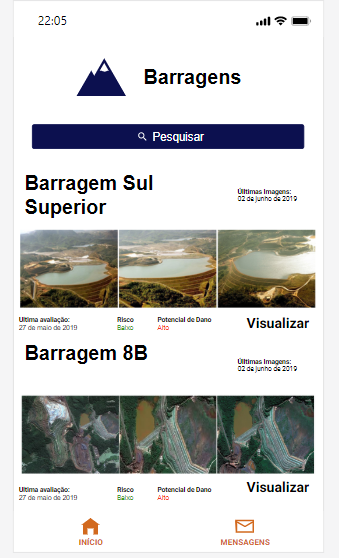 22:05
Barragens
Pesquisar
Barragem Sul
Superior
Últimas Imagens:
02 de junho de 2019
Ultima avaliação:
27 de maio de 2019
Risco
Baixo
Potencial de Dano
Alto
Visualizar
Barragem 8B
Últimas Imagens:
02 de junho de 2019
Ultima avaliação:
27 de maio de 2019
Risco
Baixo
Potencial de Dano
Alto
Visualizar
INÍCIO
MENSAGENS